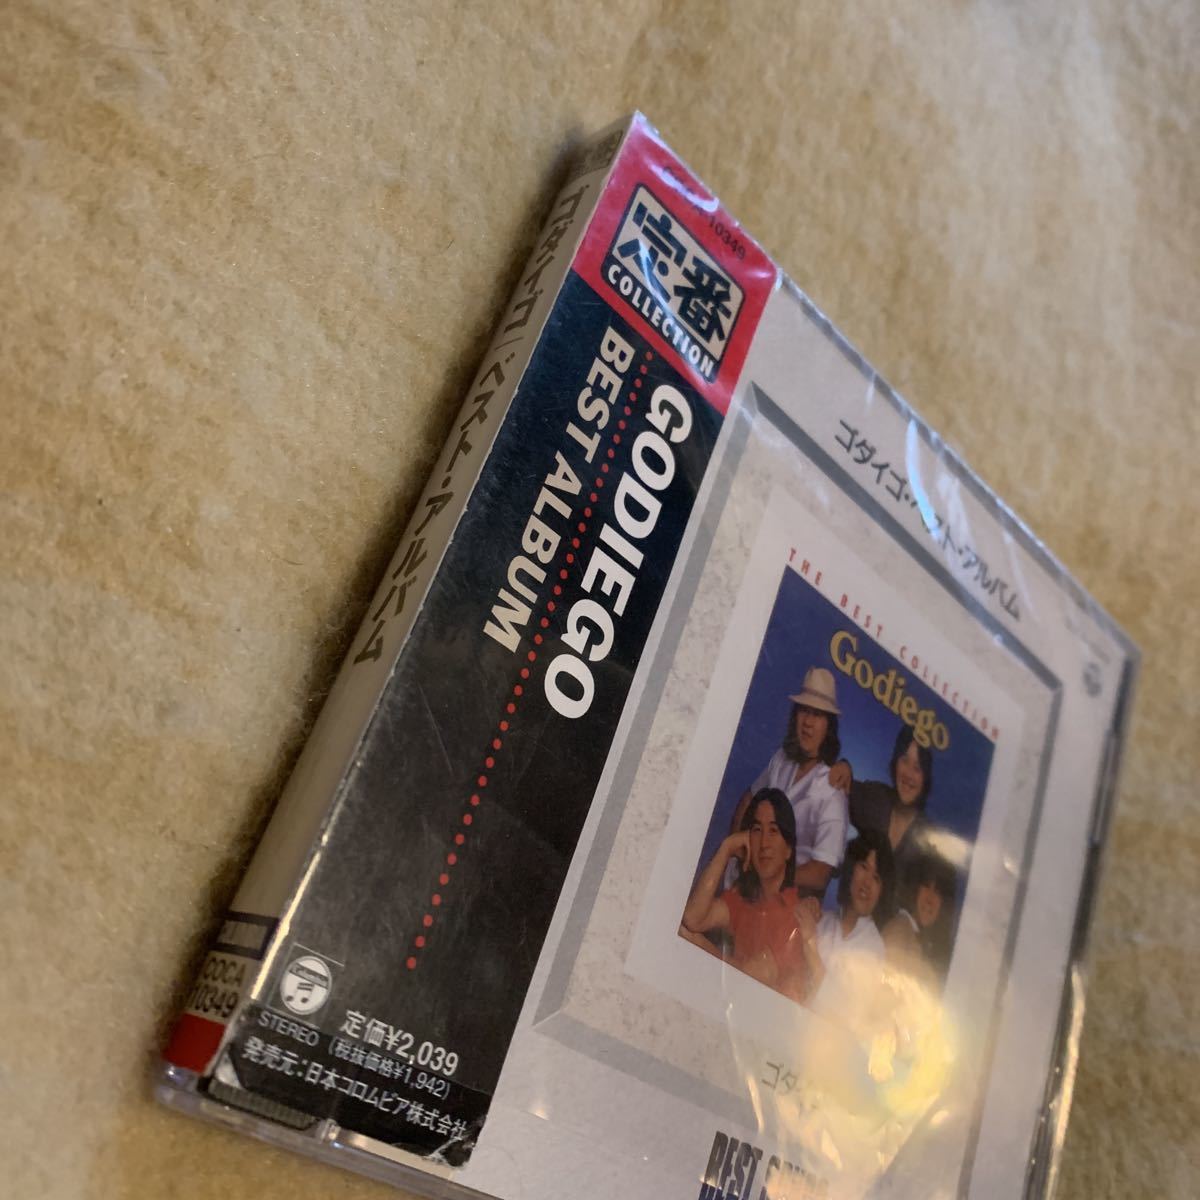 ゴダイゴ/ベスト・アルバム
COCA
10349
COCA-10349
定番
COLLECTION
GODIEGO
BEST ALBUM
Columbia
STEREO
定価¥2,039
(税抜価格¥1,942)
発売元:日本コロムビア株式会社
ゴダイゴ・ベスト・アルバム
THE BEST COLLECTION
Godiego
BEST